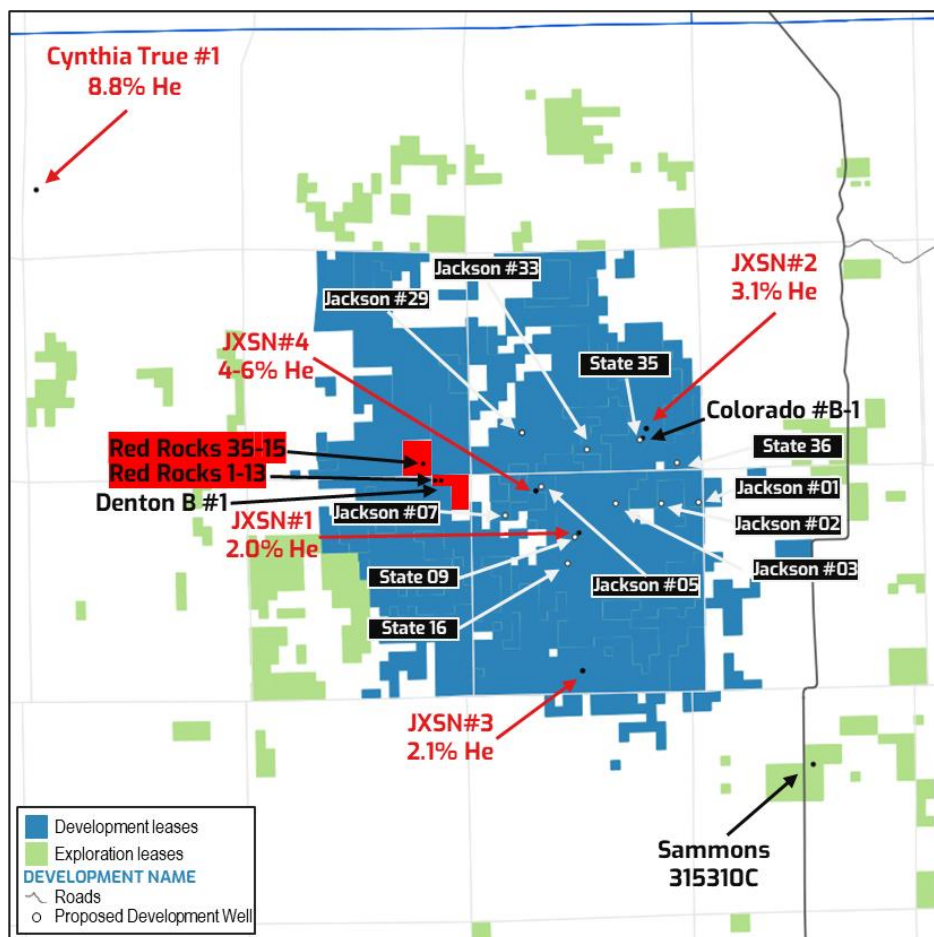 Cynthia True #1
8.8% He
Jackson #33
JXSN#2
3.1% He
Jackson #29
JXSN#4
4-6% He
State 35
Colorado #B-1
Red Rocks 35-15
State 36
Red Rocks 1-13
Denton B #1
Jackson #01
Jackson #07
JXSN#1
2.0% He
Jackson #02
State 09
Jackson #05
Jackson #03
State 16
JXSN#3
2.1% He
Sammons
315310C
Development leases
Exploration leases
DEVELOPMENT NAME
Roads
Proposed Development Well